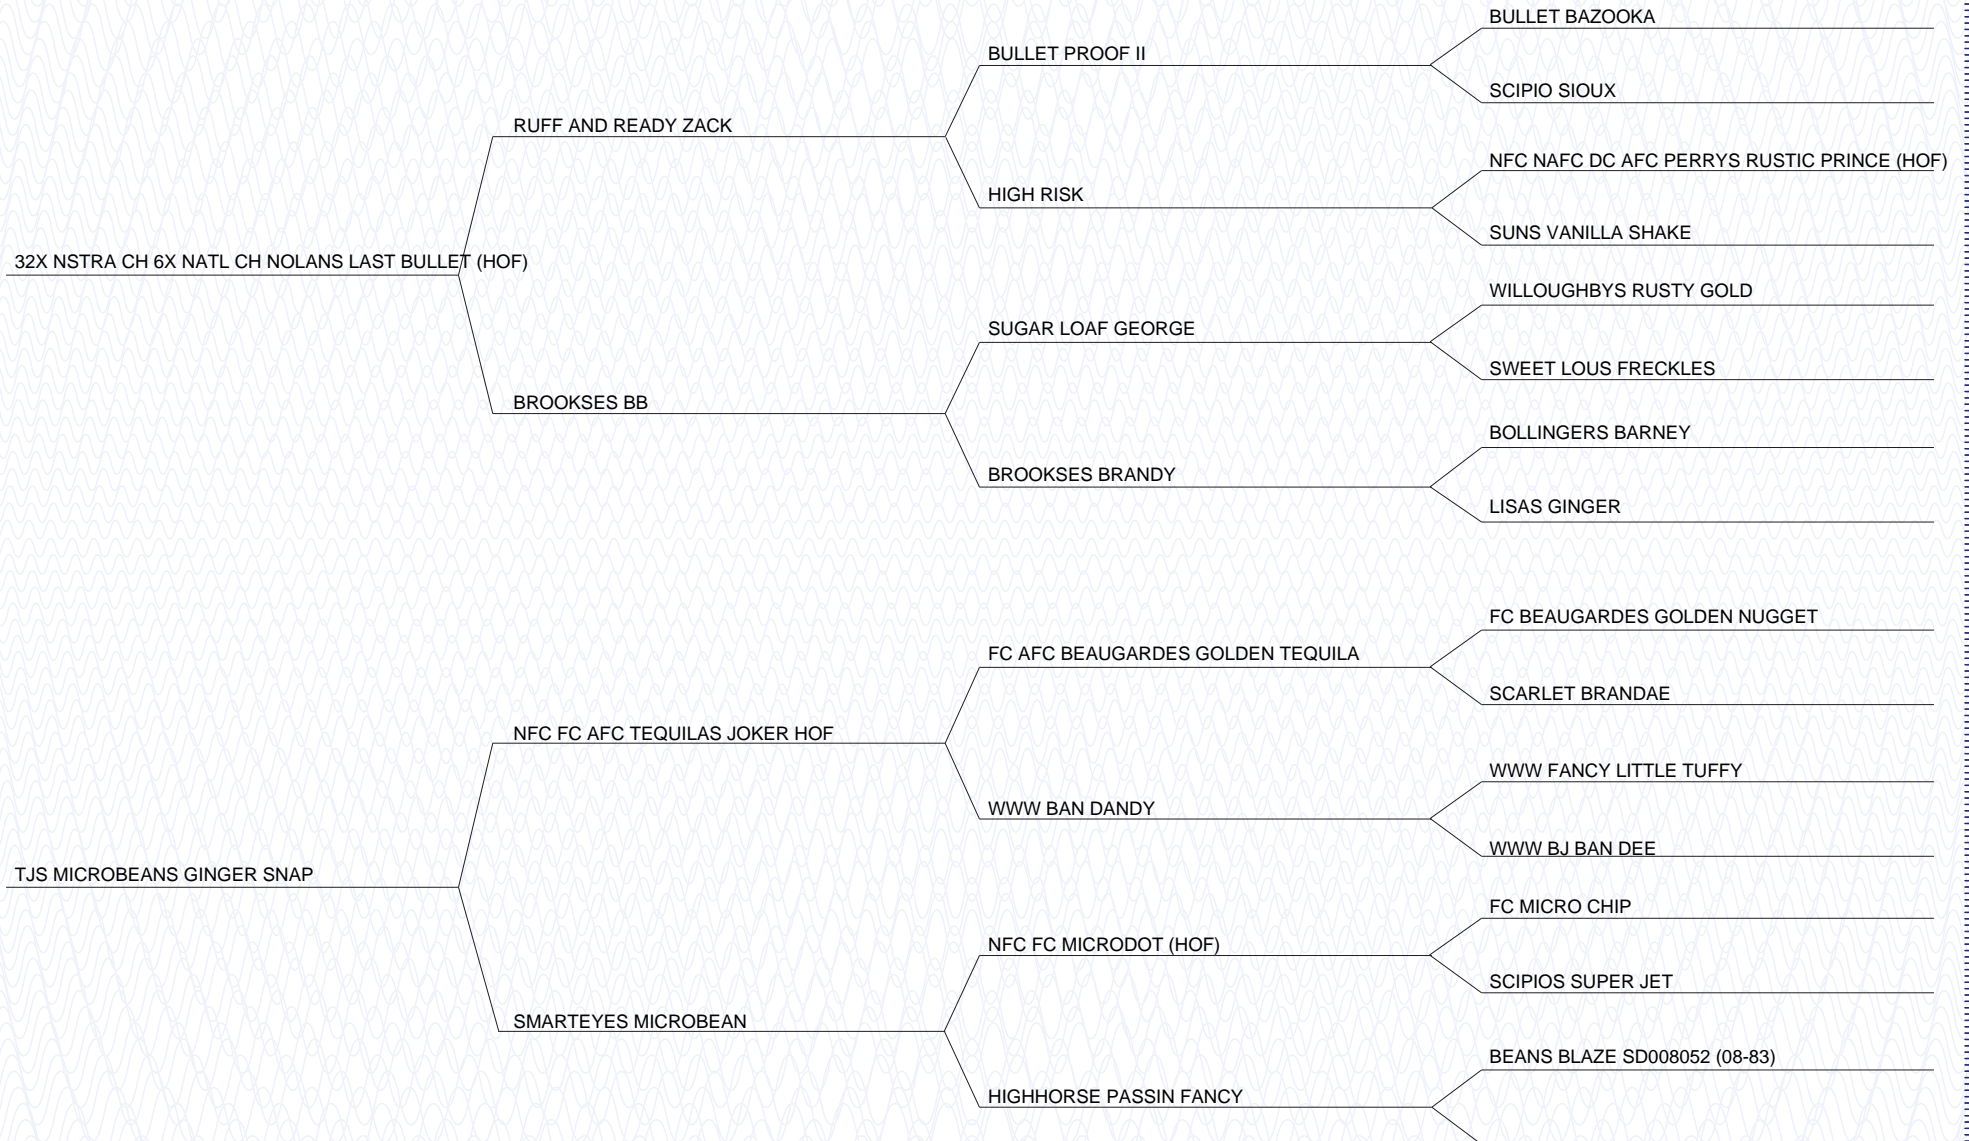 BULLET BAZOOKA
BULLET PROOF II
SCIPIO SIOUX
RUFF AND READY ZACK
NFC NAFC DC AFC PERRYS RUSTIC PRINCE (HOF)
HIGH RISK
SUNS VANILLA SHAKE
32X NSTRA CH 6X NATL CH NOLANS LAST BULLET (HOF)
WILLOUGHBYS RUSTY GOLD
SUGAR LOAF GEORGE
SWEET LOUS FRECKLES
BROOKSES BB
BOLLINGERS BARNEY
BROOKSES BRANDY
LISAS GINGER
FC BEAUGARDES GOLDEN NUGGET
FC AFC BEAUGARDES GOLDEN TEQUILA
SCARLET BRANDAE
NFC FC AFC TEQUILAS JOKER HOF
WWW FANCY LITTLE TUFFY
WWW BAN DANDY
WWW BJ BAN DEE
TJS MICROBEANS GINGER SNAP
FC MICRO CHIP
NFC FC MICRODOT (HOF)
SCIPIOS SUPER JET
SMARTEYES MICROBEAN
BEANS BLAZE SD008052 (08-83)
HIGHHORSE PASSIN FANCY